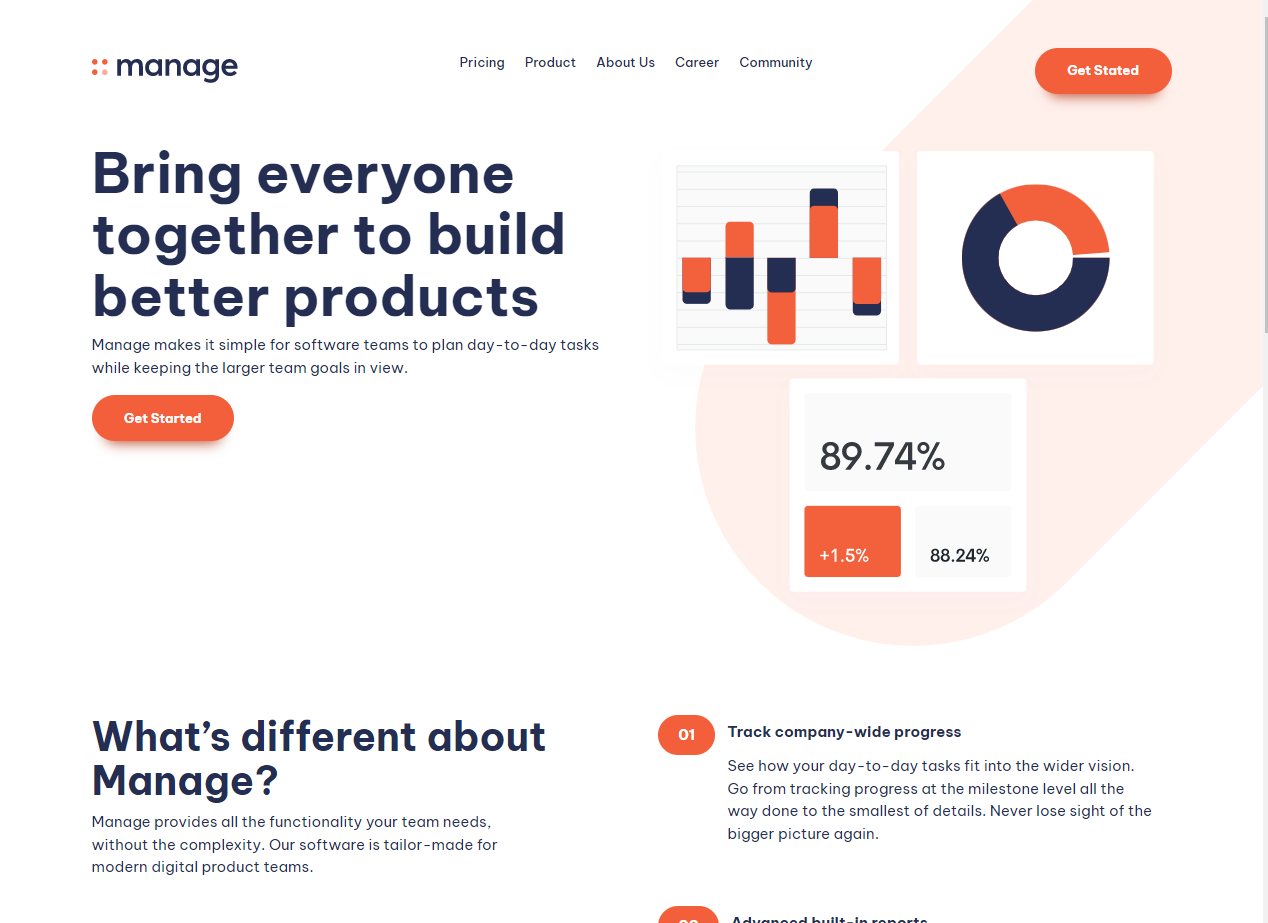 manage
Pricing Product About Us Career Community
Get Stated
Bring everyone
together to build
better products
Manage makes it simple for software teams to plan day-to-day tasks
while keeping the larger team goals in view.
Get Started
89.74%
+1.5%
88.24%
What’s different about
Manage?
Manage provides all the functionality your team needs,
without the complexity. Our software is tailor-made for
modern digital product teams.
01
Track company-wide progress
See how your day-to-day tasks fit into the wider vision.
Go from tracking progress at the milestone level all the
way done to the smallest of details. Never lose sight of the
bigger picture again.
Advanced built-in reports